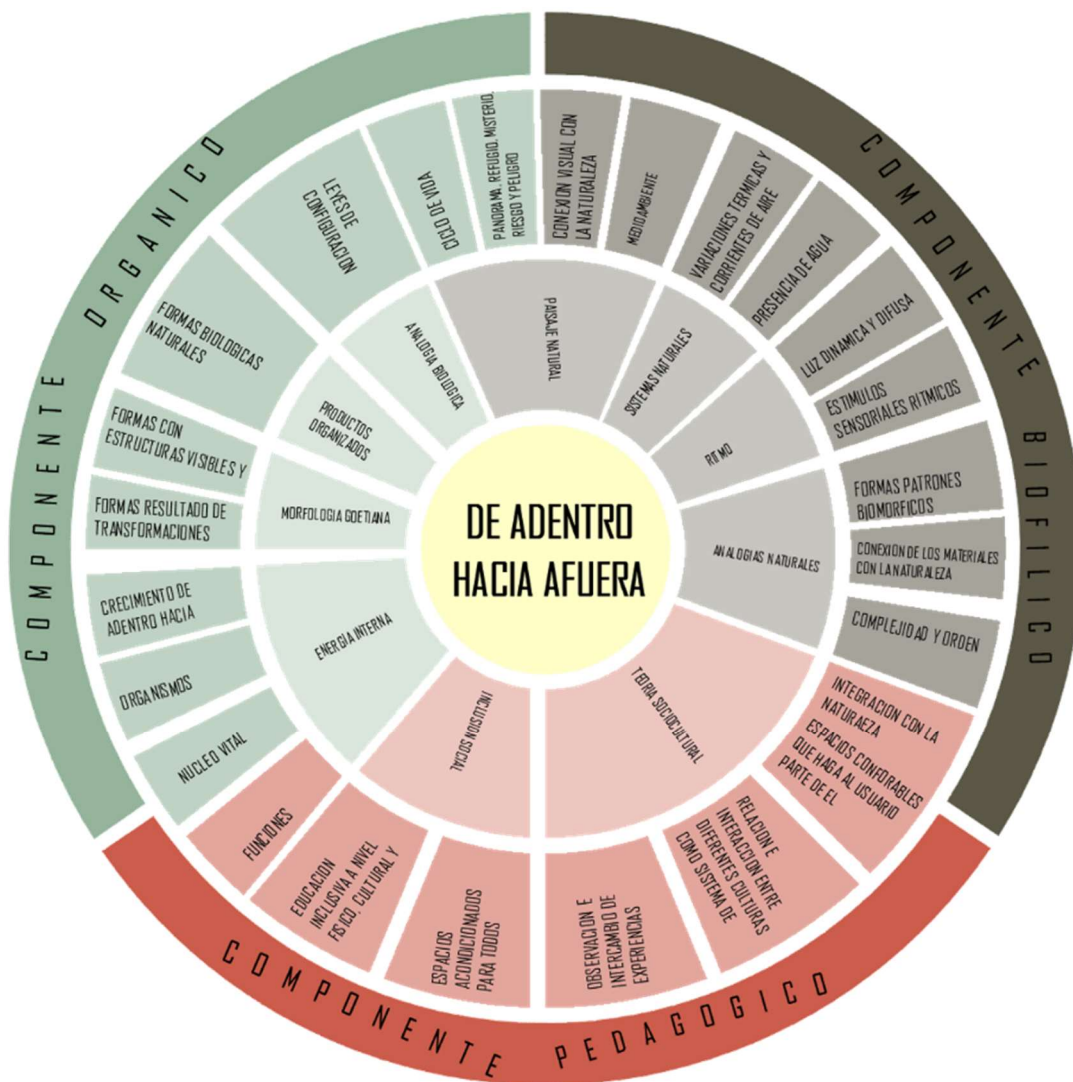 DE ADENTRO
HACIA AFUERA
COMPONENTE ORGANICO
COMPONENTE BIOFILICO
COMPONENTE PEDAGOGICO
PAISAJE NATURAL
SISTEMAS NATURALES
RITMO
ANALOGIAS NATURALES
TEORIA SOCIOCULTURAL
INCLUSION SOCIAL
ENERGIA INTERNA
MORFOLOGIA GOETIANA
PRODUCTOS
ORGANIZADOS
ANALOGIA BIOLOGICA
CONEXION VISUAL CON
LA NATURALEZA
MEDIOAMBIENTE
VARIACIONES TERMICAS Y
CORRIENTES DE AIRE
PRESENCIA DE AGUA
LUZ DINAMICA Y DIFUSA
ESTIMULOS
SENSORIALES RITMICOS
FORMAS PATRONES
BIOMORFICOS
CONEXION DE LOS MATERIALES
CON LA NATURALEZA
COMPLEJIDAD Y ORDEN
INTEGRACION CON LA
NATURAEZA
ESPACIOS CONFORABLES
QUE HAGA AL USUARIO
PARTE DE EL
RELACION E
INTERACCION ENTRE
DIFERENTES CULTURAS
COMO SISTEMA DE
OBSERVACION E
INTERCAMBIO DE
EXPERIENCIAS
ESPACIOS
ACONDICIONADOS
PARA TODOS
EDUCACION
INCLUSIVA A NIVEL
FISICO, CULTURAL Y
FUNCIONES
NUCLEO VITAL
ORGANISMOS
CRECIMIENTO DE
ADENTRO HACIA
FORMAS RESULTADO DE
TRANSFORMACIONES
FORMAS CON
ESTRUCTURAS VISIBLES Y
FORMAS BIOLOGICAS
NATURALES
LEYES DE
CONFIGURACION
CICLO DE VIDA
PANORAMA, REFUGIO, MISTERIO,
RIESGO Y PELIGRO